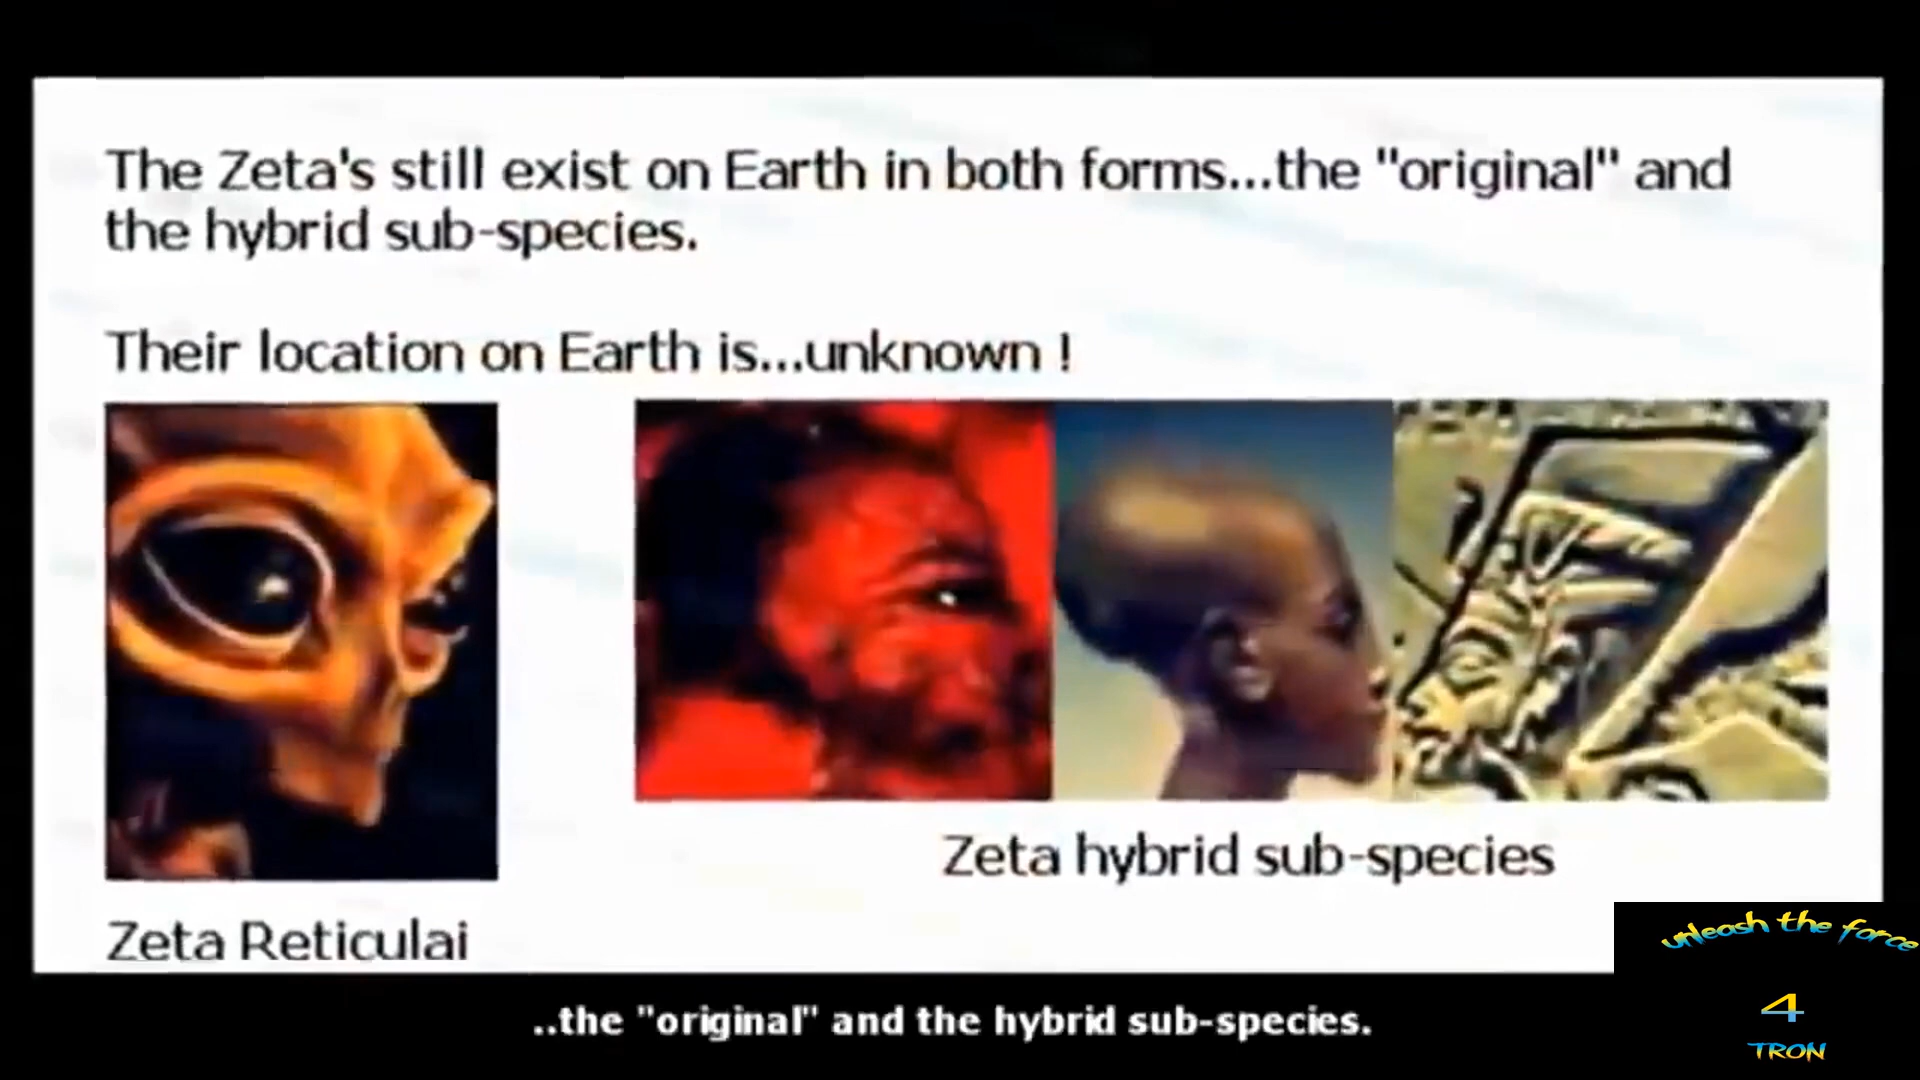 The Zeta's still exist on Earth in both forms...the "original" and
the hybrid sub-species.
Their location on Earth is...unknown !
Zeta hybrid sub-species
Zeta Reticulai
unleash the force
4
TRON
..the "original" and the hybrid sub-species.